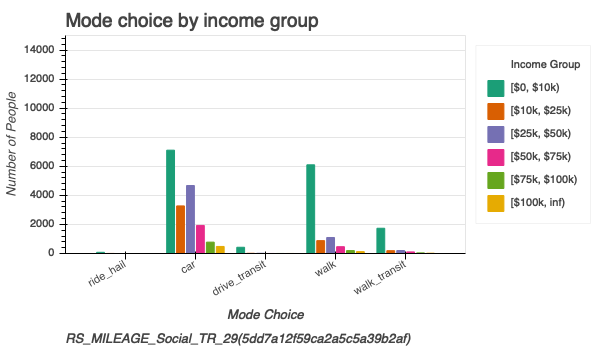 Mode choice by income group
Number of People
14000
12000
10000
8000
6000
4000
2000
0
ride_hail
car
drive_transit
walk
walk_transit
Mode Choice
RS_MILEAGE_Social_TR_29(5dd7a12f59ca2a5c5a39b2af)
Income Group
[$0, $10k)
[$10k, $25k)
[$25k, $50k)
[$50k, $75k)
[$75k, $100k)
[$100k, inf)